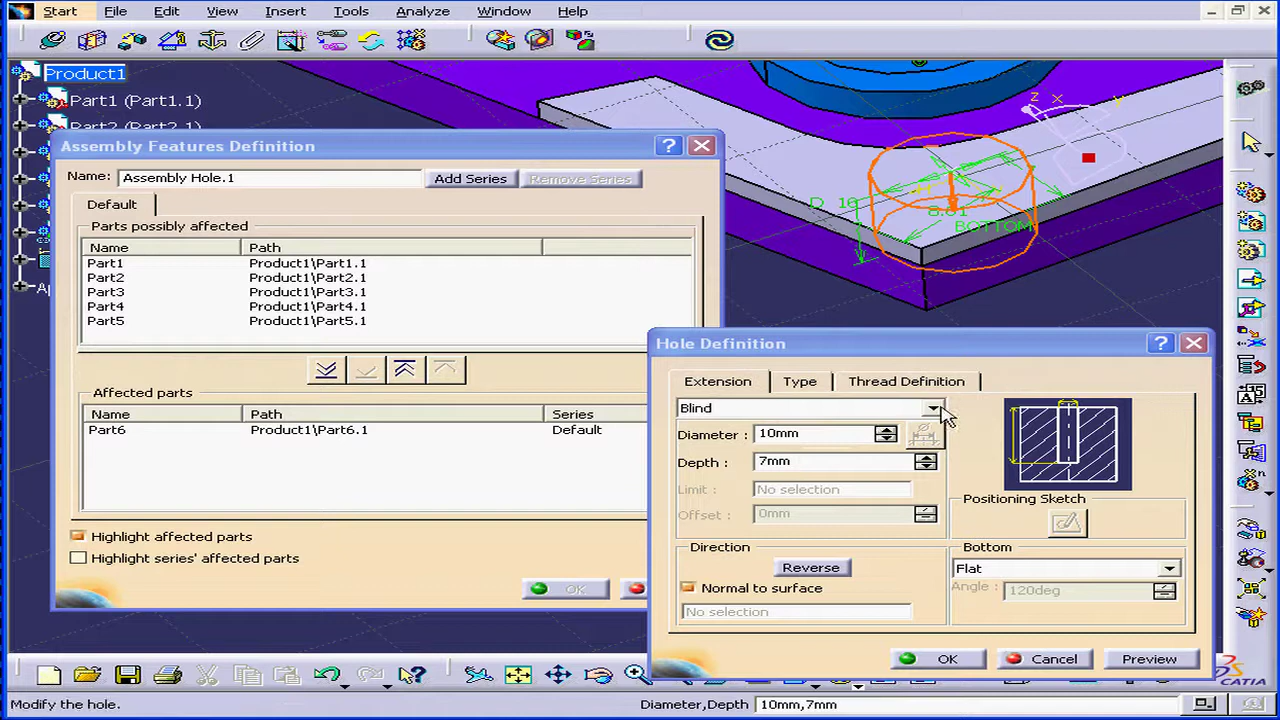 Start File Edit View Insert Tools Analyze Window Help
Product1
Part1 (Part1.1)
Part2 (Part2.1)
Assembly Features Definition
?
Name: Assembly Hole.1 Add Series Remove Series
Default
Parts possibly affected
Name Path
Part1 Product1\Part1.1
Part2 Product1\Part2.1
Part3 Product1\Part3.1
Part4 Product1\Part4.1
Part5 Product1\Part5.1
Affected parts
Name Path Series
Part6 Product1\Part6.1 Default
Highlight affected parts
Highlight series' affected parts
OK
Z X Y
D 16
BOTTOM
Hole Definition
?
Extension Type Thread Definition
Blind
Diameter : 10mm
Depth : 7mm
Limit : No selection
Offset : 0mm
Positioning Sketch
Direction
Reverse
Normal to surface
No selection
Bottom
Flat
Angle : 120deg
OK Cancel Preview
CATIA
Modify the hole. Diameter,Depth 10mm,7mm